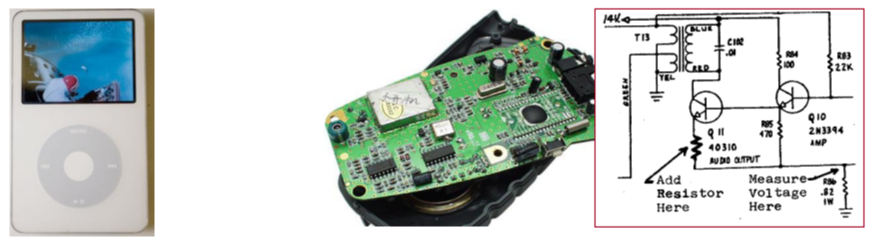 14V
BLUE
T13
C102
.01
R84
100
R83
22K
RED
YEL
GREEN
Q11
40310
AUDIO OUTPUT
R85
470
Q10
2N3394
AMP
Add
Resistor
Here
Measure
Voltage
Here
R86
.82
1W